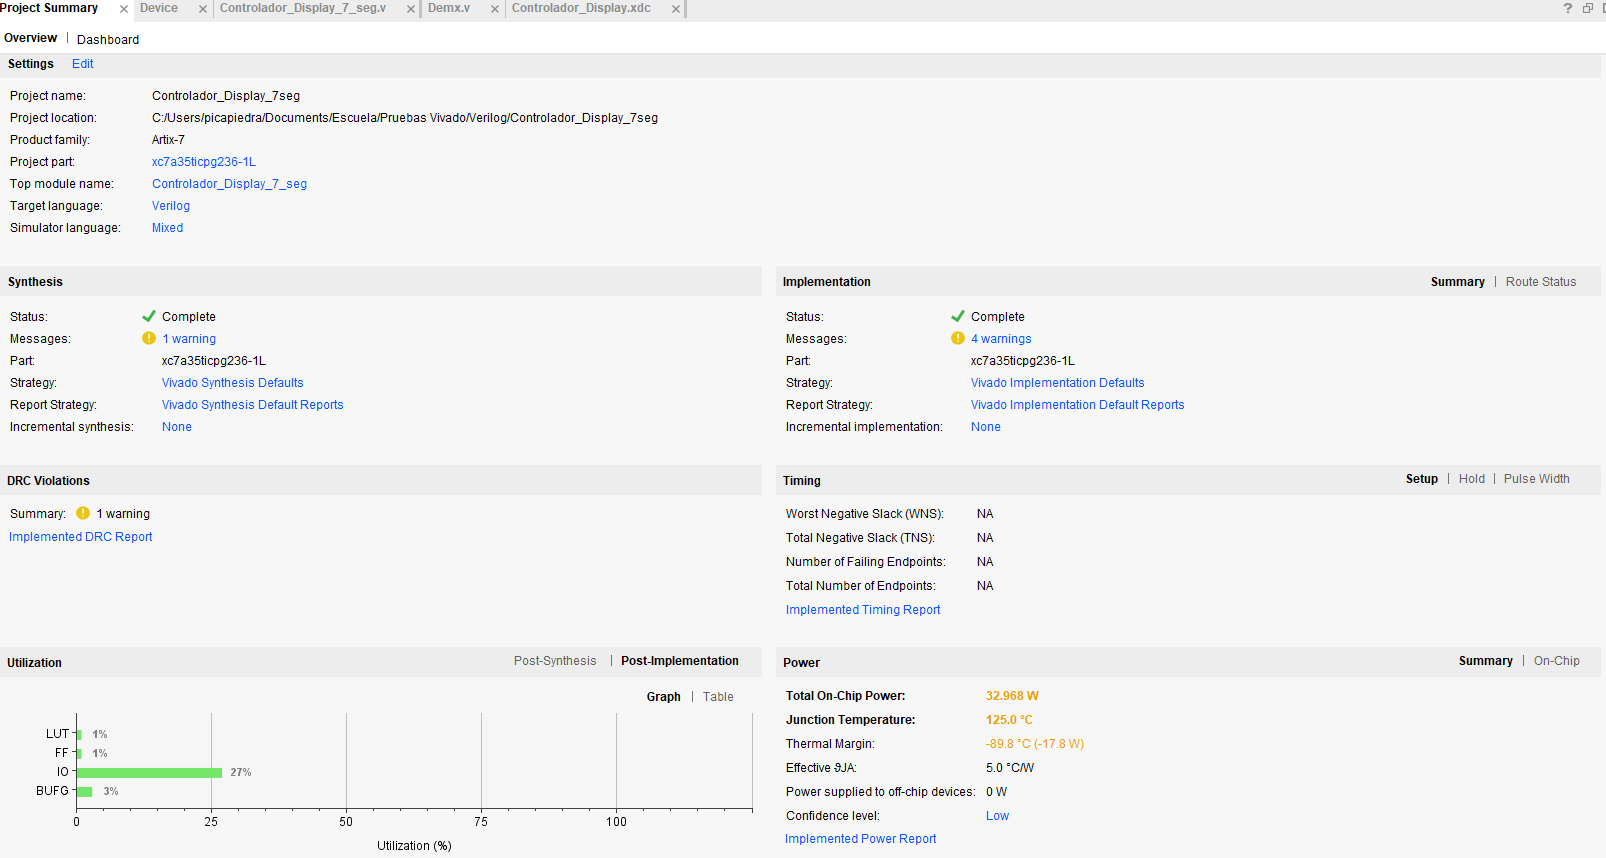 Project Summary × Device × Controlador_Display_7_seg.v × Demx.v × Controlador_Display.xdc × ?
Overview | Dashboard
Settings Edit
Project name: Controlador_Display_7seg
Project location: C:/Users/picapiedra/Documents/Escuela/Pruebas Vivado/Verilog/Controlador_Display_7seg
Product family: Artix-7
Project part: xc7a35ticpg236-1L
Top module name: Controlador_Display_7_seg
Target language: Verilog
Simulator language: Mixed
Synthesis
Status: Complete
Messages: 1 warning
Part: xc7a35ticpg236-1L
Strategy: Vivado Synthesis Defaults
Report Strategy: Vivado Synthesis Default Reports
Incremental synthesis: None
Implementation Summary | Route Status
Status: Complete
Messages: 4 warnings
Part: xc7a35ticpg236-1L
Strategy: Vivado Implementation Defaults
Report Strategy: Vivado Implementation Default Reports
Incremental implementation: None
DRC Violations
Summary: 1 warning
Implemented DRC Report
Timing Setup | Hold | Pulse Width
Worst Negative Slack (WNS): NA
Total Negative Slack (TNS): NA
Number of Failing Endpoints: NA
Total Number of Endpoints: NA
Implemented Timing Report
Utilization Post-Synthesis | Post-Implementation
Graph | Table
LUT 1%
FF 1%
IO 27%
BUFG 3%
0 25 50 75 100
Utilization (%)
Power Summary | On-Chip
Total On-Chip Power: 32.968 W
Junction Temperature: 125.0 °C
Thermal Margin: -89.8 °C (-17.8 W)
Effective ϑJA: 5.0 °C/W
Power supplied to off-chip devices: 0 W
Confidence level: Low
Implemented Power Report